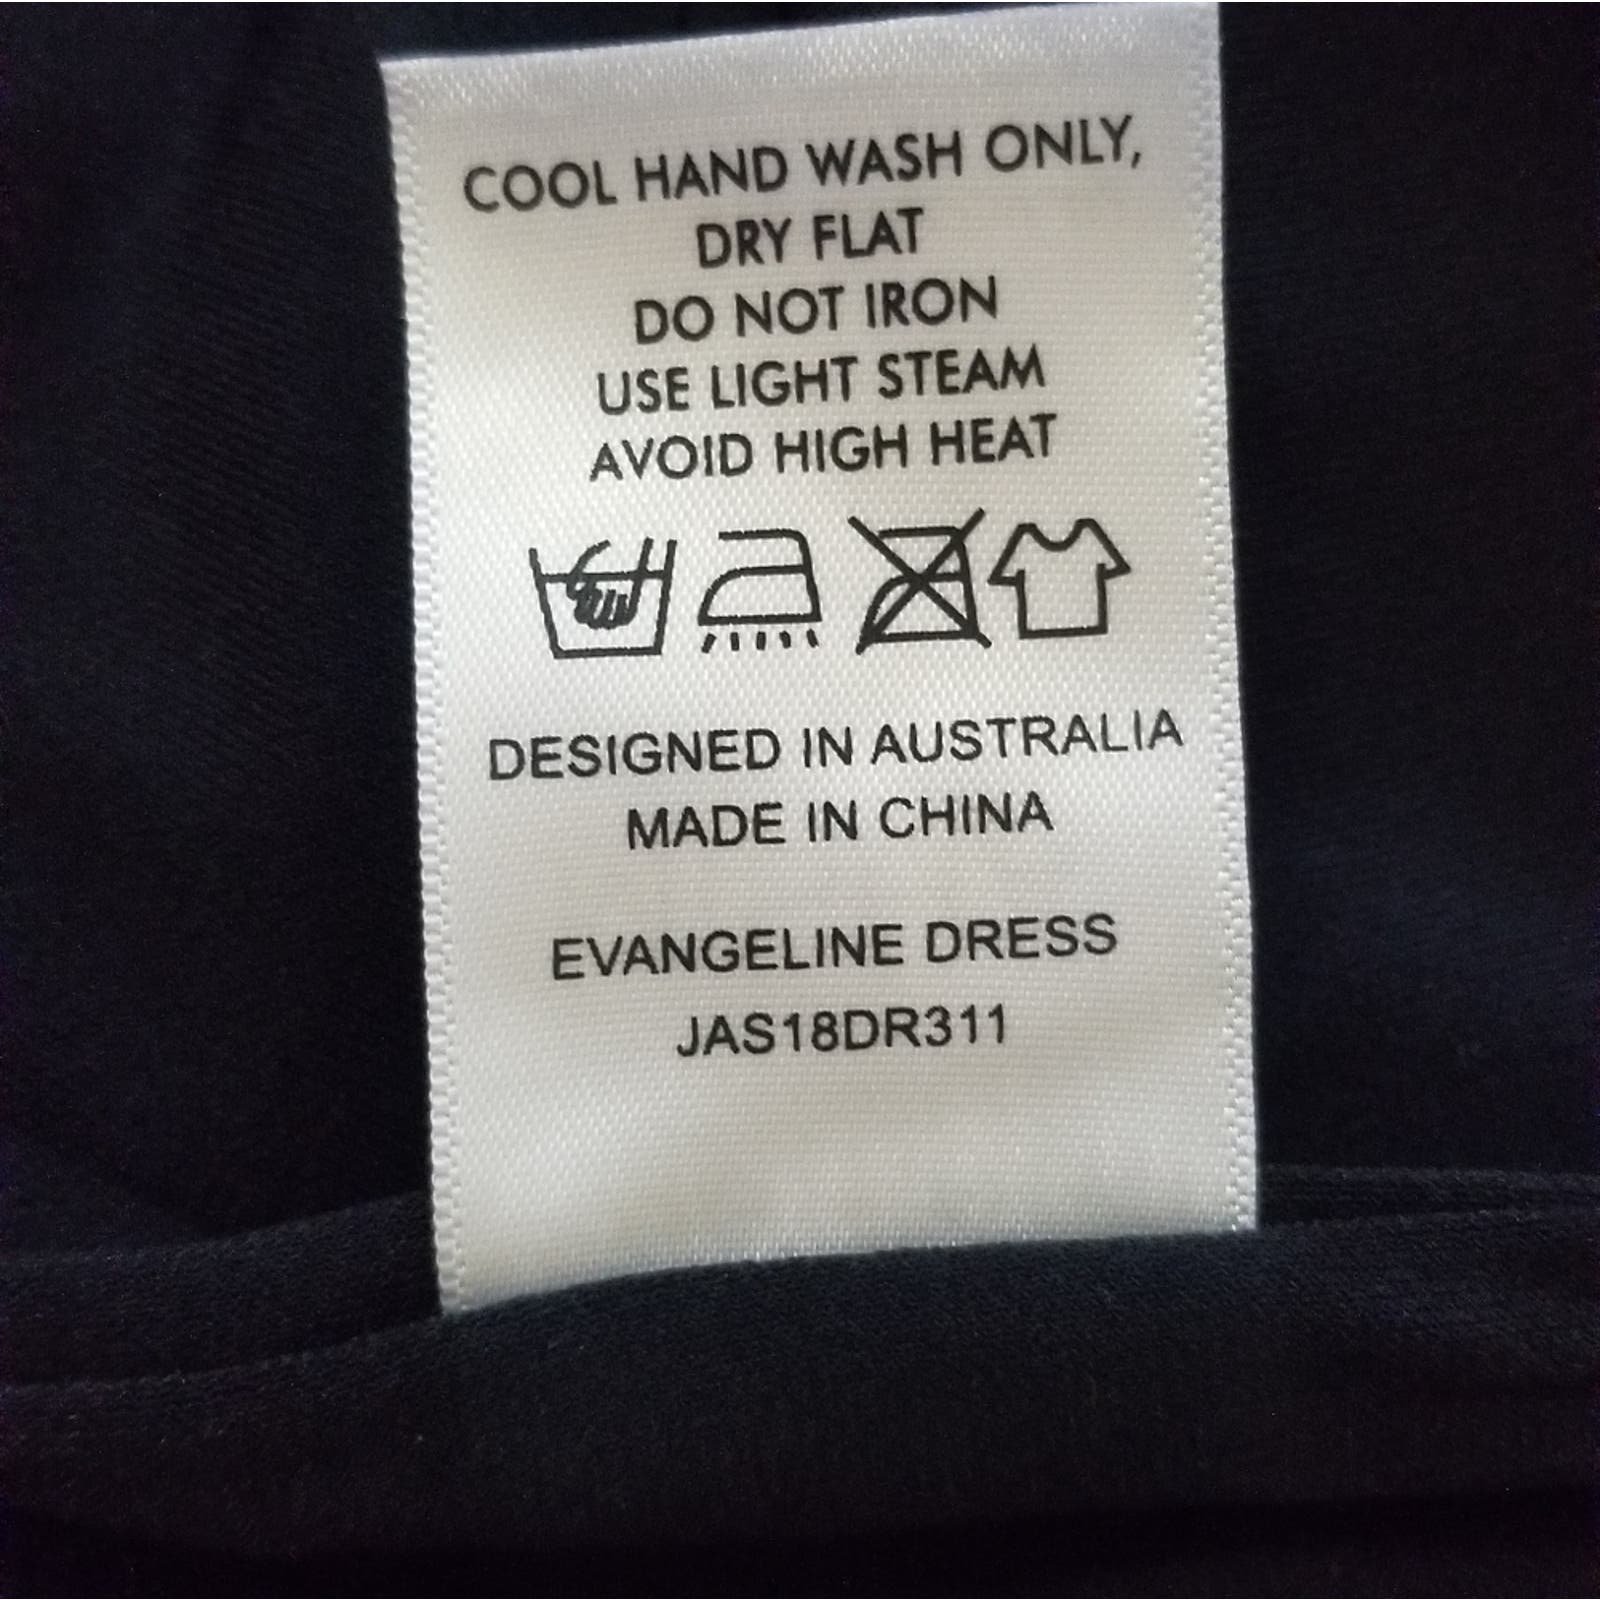 COOL HAND WASH ONLY,
DRY FLAT
DO NOT IRON
USE LIGHT STEAM
AVOID HIGH HEAT
DESIGNED IN AUSTRALIA
MADE IN CHINA
EVANGELINE DRESS
JAS18DR311